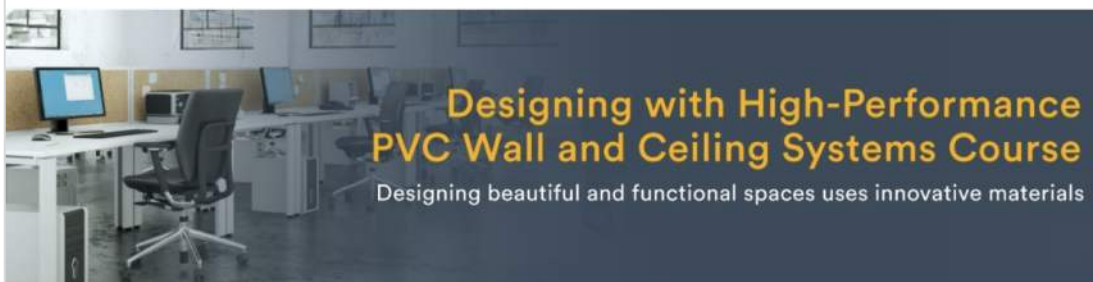 Designing with High-Performance
PVC Wall and Ceiling Systems Course
Designing beautiful and functional spaces uses innovative materials